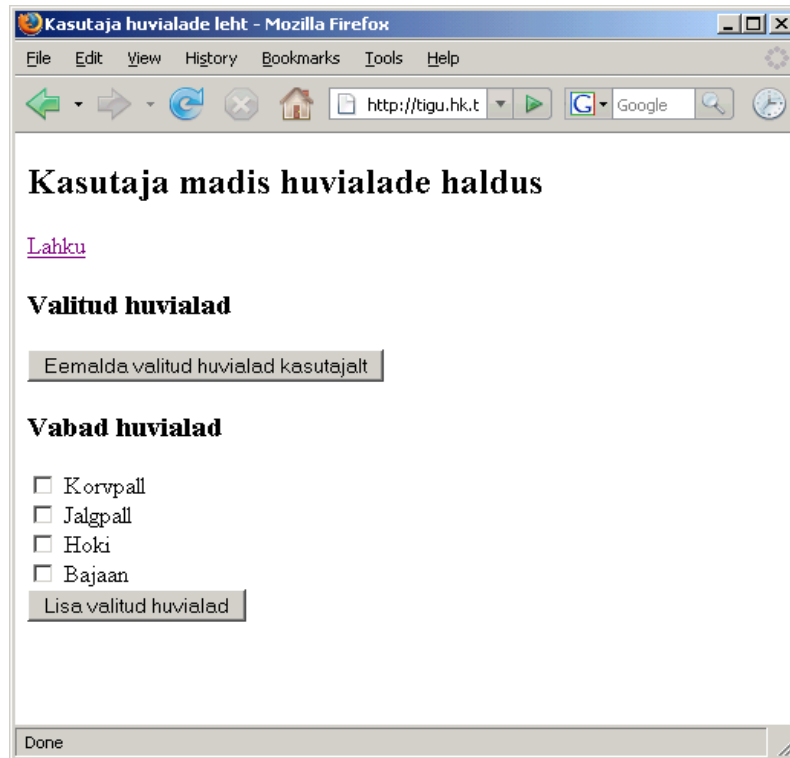 Kasutaja huvialade leht - Mozilla Firefox
File Edit View History Bookmarks Tools Help
http://tigu.hk.t G Google
Kasutaja madis huvialade haldus
Lahku
Valitud huvialad
Eemalda valitud huvialad kasutajalt
Vabad huvialad
Korvpall
Jalgpall
Hoki
Bajaan
Lisa valitud huvialad
Done